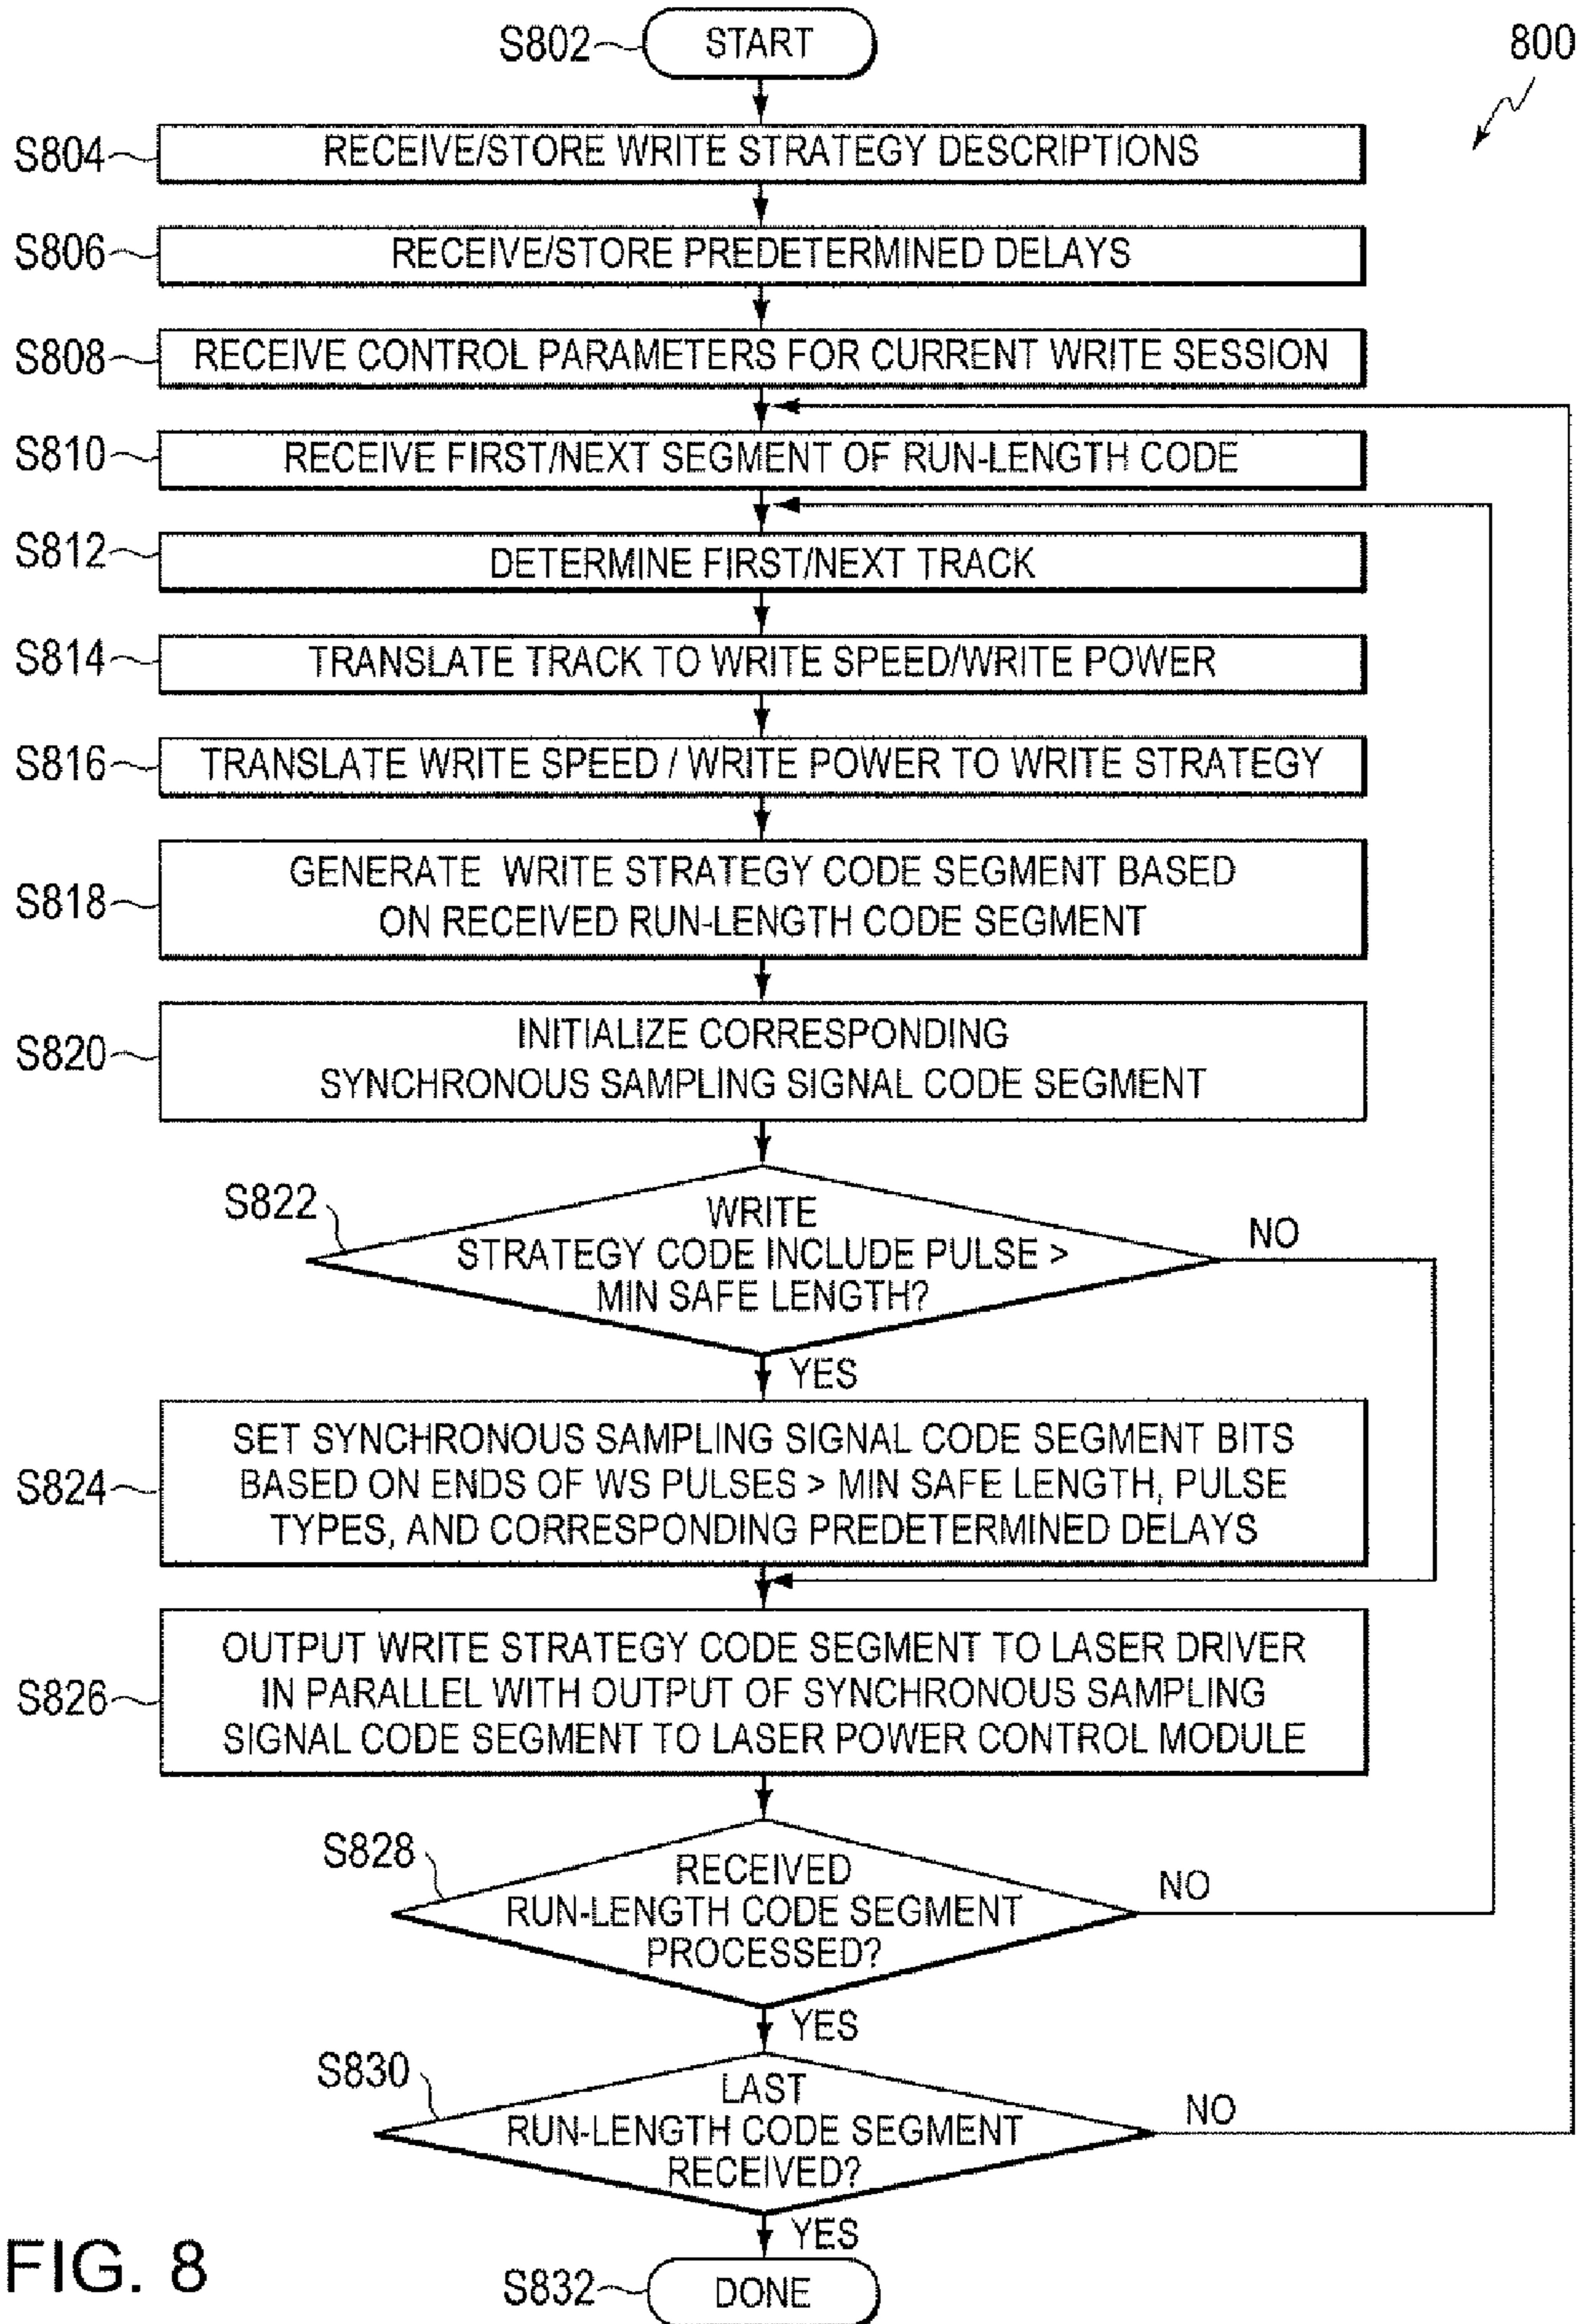 S802
START
800
S804
RECEIVE/STORE WRITE STRATEGY DESCRIPTIONS
S806
RECEIVE/STORE PREDETERMINED DELAYS
S808
RECEIVE CONTROL PARAMETERS FOR CURRENT WRITE SESSION
S810
RECEIVE FIRST/NEXT SEGMENT OF RUN-LENGTH CODE
S812
DETERMINE FIRST/NEXT TRACK
S814
TRANSLATE TRACK TO WRITE SPEED/WRITE POWER
S816
TRANSLATE WRITE SPEED / WRITE POWER TO WRITE STRATEGY
S818
GENERATE WRITE STRATEGY CODE SEGMENT BASED
ON RECEIVED RUN-LENGTH CODE SEGMENT
S820
INITIALIZE CORRESPONDING
SYNCHRONOUS SAMPLING SIGNAL CODE SEGMENT
S822
WRITE
STRATEGY CODE INCLUDE PULSE >
MIN SAFE LENGTH?
NO
YES
S824
SET SYNCHRONOUS SAMPLING SIGNAL CODE SEGMENT BITS
BASED ON ENDS OF WS PULSES > MIN SAFE LENGTH, PULSE
TYPES, AND CORRESPONDING PREDETERMINED DELAYS
S826
OUTPUT WRITE STRATEGY CODE SEGMENT TO LASER DRIVER
IN PARALLEL WITH OUTPUT OF SYNCHRONOUS SAMPLING
SIGNAL CODE SEGMENT TO LASER POWER CONTROL MODULE
S828
RECEIVED
RUN-LENGTH CODE SEGMENT
PROCESSED?
NO
YES
S830
LAST
RUN-LENGTH CODE SEGMENT
RECEIVED?
NO
YES
S832
DONE
FIG. 8